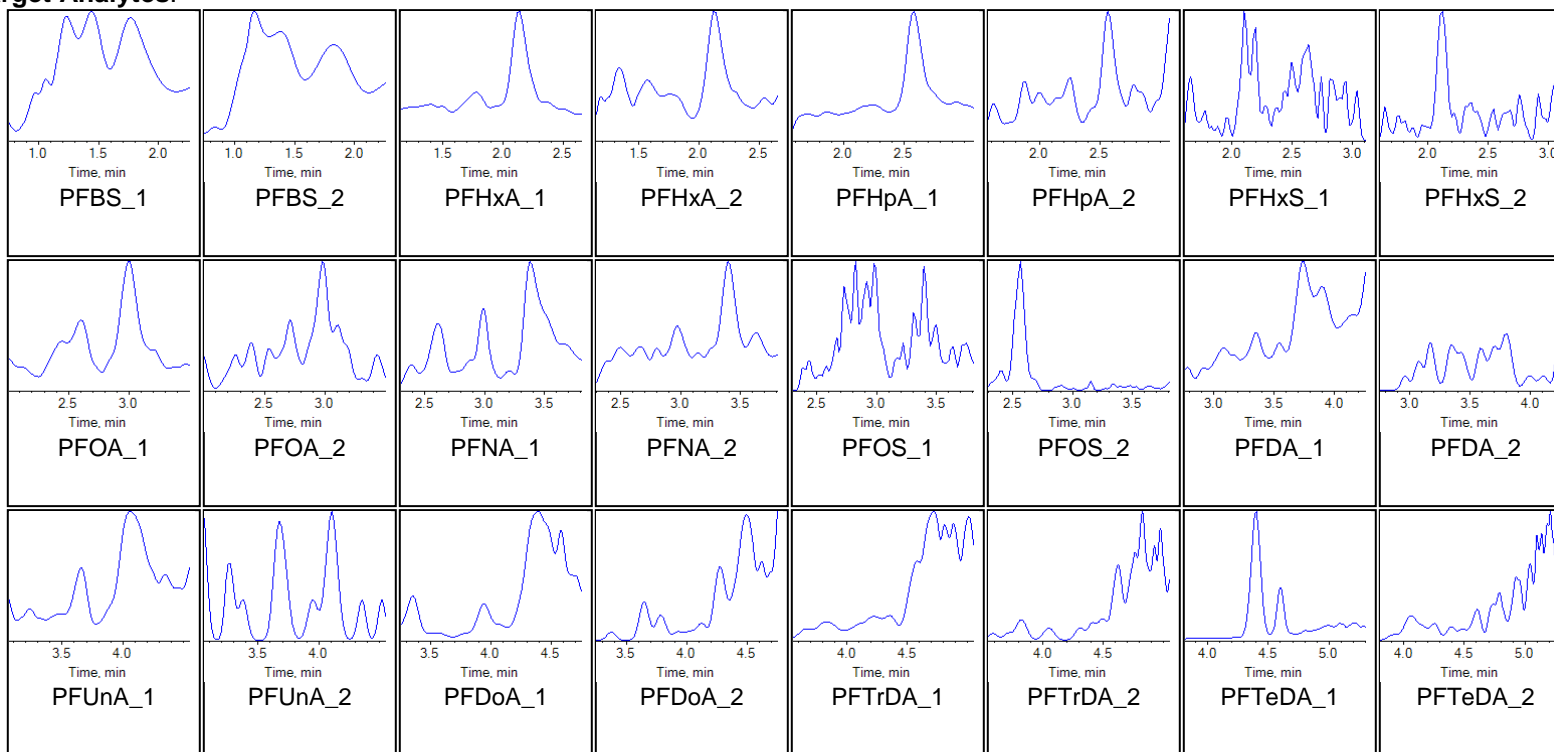 rget Analytes:
1.0 1.5 2.0 1.0 1.5 2.0 1.5 2.0 2.5 1.5 2.0 2.5 2.0 2.5 2.0 2.5 2.0 2.5 3.0 2.0 2.5 3.0
Time, min Time, min Time, min Time, min Time, min Time, min Time, min Time, min
PFBS_1 PFBS_2 PFHxA_1 PFHxA_2 PFHpA_1 PFHpA_2 PFHxS_1 PFHxS_2
2.5 3.0 2.5 3.0 2.5 3.0 3.5 2.5 3.0 3.5 2.5 3.0 3.5 2.5 3.0 3.5 3.0 3.5 4.0 3.0 3.5 4.0
Time, min Time, min Time, min Time, min Time, min Time, min Time, min Time, min
PFOA_1 PFOA_2 PFNA_1 PFNA_2 PFOS_1 PFOS_2 PFDA_1 PFDA_2
3.5 4.0 3.5 4.0 3.5 4.0 4.5 3.5 4.0 4.5 4.0 4.5 4.0 4.5 4.0 4.5 5.0 4.0 4.5 5.0
Time, min Time, min Time, min Time, min Time, min Time, min Time, min Time, min
PFUnA_1 PFUnA_2 PFDoA_1 PFDoA_2 PFTrDA_1 PFTrDA_2 PFTeDA_1 PFTeDA_2